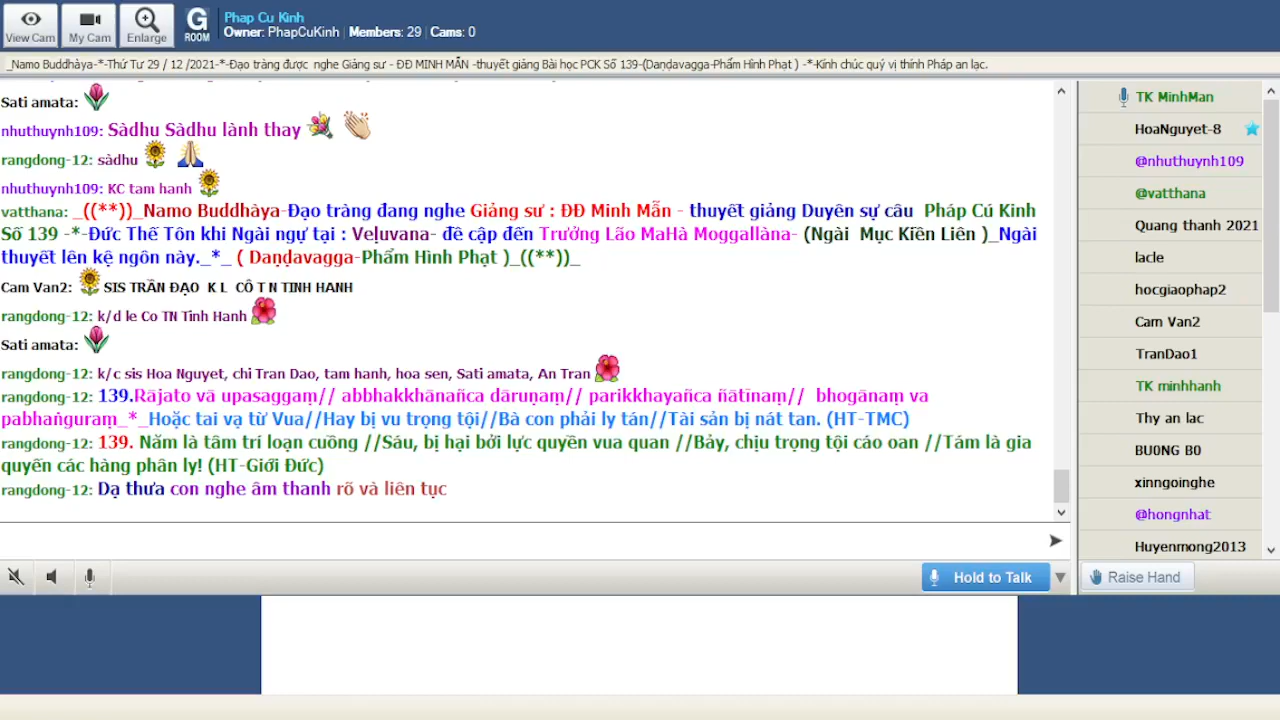 View Cam
My Cam
Enlarge
G
ROOM
Phap Cu Kinh
Owner: PhapCuKinh | Members: 29 | Cams: 0
_Namo Buddhàya-*-Thứ Tư 29 / 12 /2021-*-Đạo tràng được nghe Giảng sư - ĐĐ MINH MẪN -thuyết giảng Bài học PCK Số 139-(Daṇḍavagga-Phẩm Hình Phạt ) -*-Kính chúc quý vị thính Pháp an lạc.
Sati amata:
nhuthuynh109: Sàdhu Sàdhu lành thay
rangdong-12: sàdhu
nhuthuynh109: KC tam hanh
vatthana: _((**))_Namo Buddhàya-Đạo tràng đang nghe Giảng sư : ĐĐ Minh Mẫn - thuyết giảng Duyên sự câu Pháp Cú Kinh
Số 139 -*-Đức Thế Tôn khi Ngài ngự tại : Veḷuvana- đề cập đến Trưởng Lão MaHà Moggallàna- (Ngài Mục Kiền Liên )_Ngài
thuyết lên kệ ngôn này._*_ ( Daṇḍavagga-Phẩm Hình Phạt )_((**))_
Cam Van2: SIS TRẦN ĐẠO K L CÔ T N TINH HANH
rangdong-12: k/d le Co TN Tinh Hanh
Sati amata:
rangdong-12: k/c sis Hoa Nguyet, chi Tran Dao, tam hanh, hoa sen, Sati amata, An Tran
rangdong-12: 139.Rājato vā upasaggaṃ// abbhakkhānañca dāruṇaṃ// parikkhayañca ñātīnaṃ// bhogānaṃ va
pabhaṅguraṃ_*_Hoặc tai vạ từ Vua//Hay bị vu trọng tội//Bà con phải ly tán//Tài sản bị nát tan. (HT-TMC)
rangdong-12: 139. Năm là tâm trí loạn cuồng //Sáu, bị hại bởi lực quyền vua quan //Bảy, chịu trọng tội cáo oan //Tám là gia
quyến các hàng phân ly! (HT-Giới Đức)
rangdong-12: Dạ thưa con nghe âm thanh rõ và liên tục
Hold to Talk
TK MinhMan
HoaNguyet-8
@nhuthuynh109
@vatthana
Quang thanh 2021
lacle
hocgiaophap2
Cam Van2
TranDao1
TK minhhanh
Thy an lac
BU0NG B0
xinngoinghe
@hongnhat
Huyenmong2013
Raise Hand